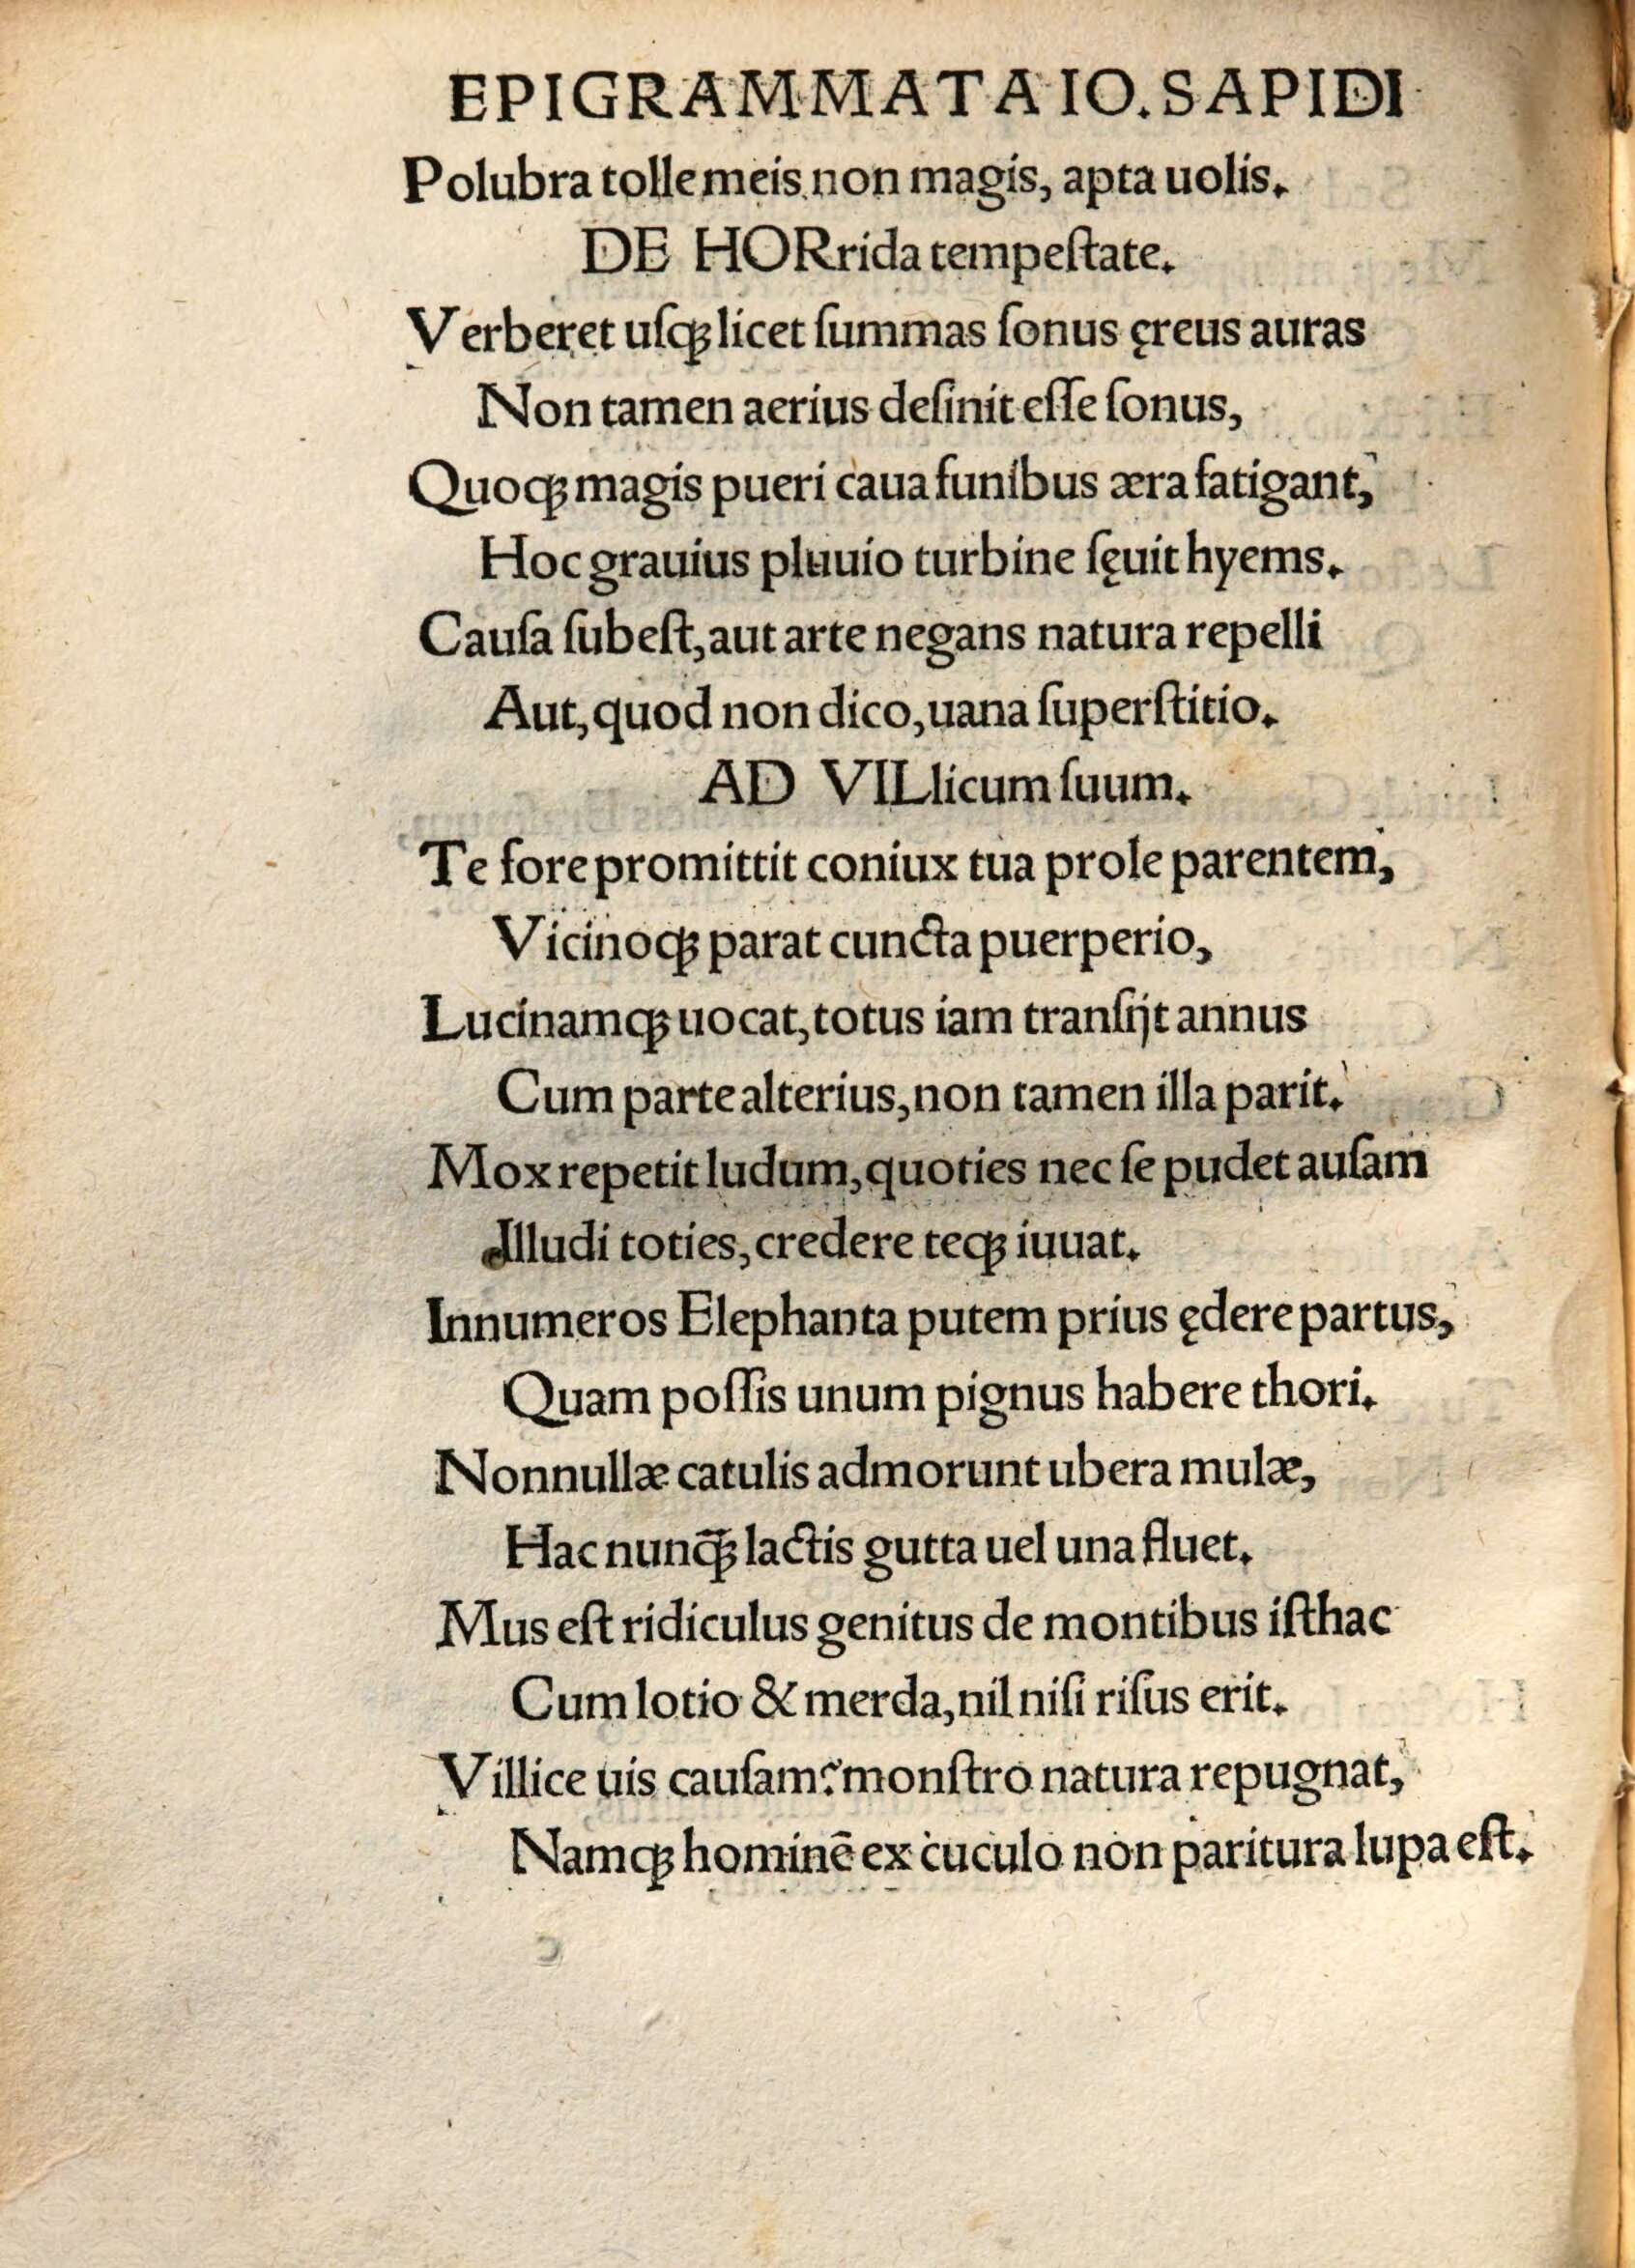 EPIGRAMMATA IO. SAPIDI
Polubra tolle meis non magis, apta uolis.
DE HORrida tempeſtate.
Verberet uſqꝫ licet ſummas ſonus ęreus auras
Non tamen aerius deſinit eſſe ſonus,
Quoqꝫ magis pueri caua funibus æra fatigant,
Hoc grauius pluuio turbine ſęuit hyems.
Cauſa ſubeſt, aut arte negans natura repelli
Aut, quod non dico, uana ſuperſtitio.
AD VILlicum ſuum.
Te fore promittit coniux tua prole parentem,
Vicinoqꝫ parat cuncta puerperio,
Lucinamqꝫ uocat, totus iam tranſijt annus
Cum parte alterius, non tamen illa parit.
Mox repetit ludum, quoties nec ſe pudet auſam
Illudi toties, credere teqꝫ iuuat.
Innumeros Elephanta putem prius ędere partus,
Quam poſſis unum pignus habere thori.
Nonnullæ catulis admorunt ubera mulæ,
Hac nunq̄ꝫ lactis gutta uel una fluet.
Mus eſt ridiculus genitus de montibus iſthac
Cum lotio & merda, nil niſi riſus erit.
Villice uis cauſam? monſtro natura repugnat,
Namqꝫ hominē ex cuculo non paritura lupa eſt.